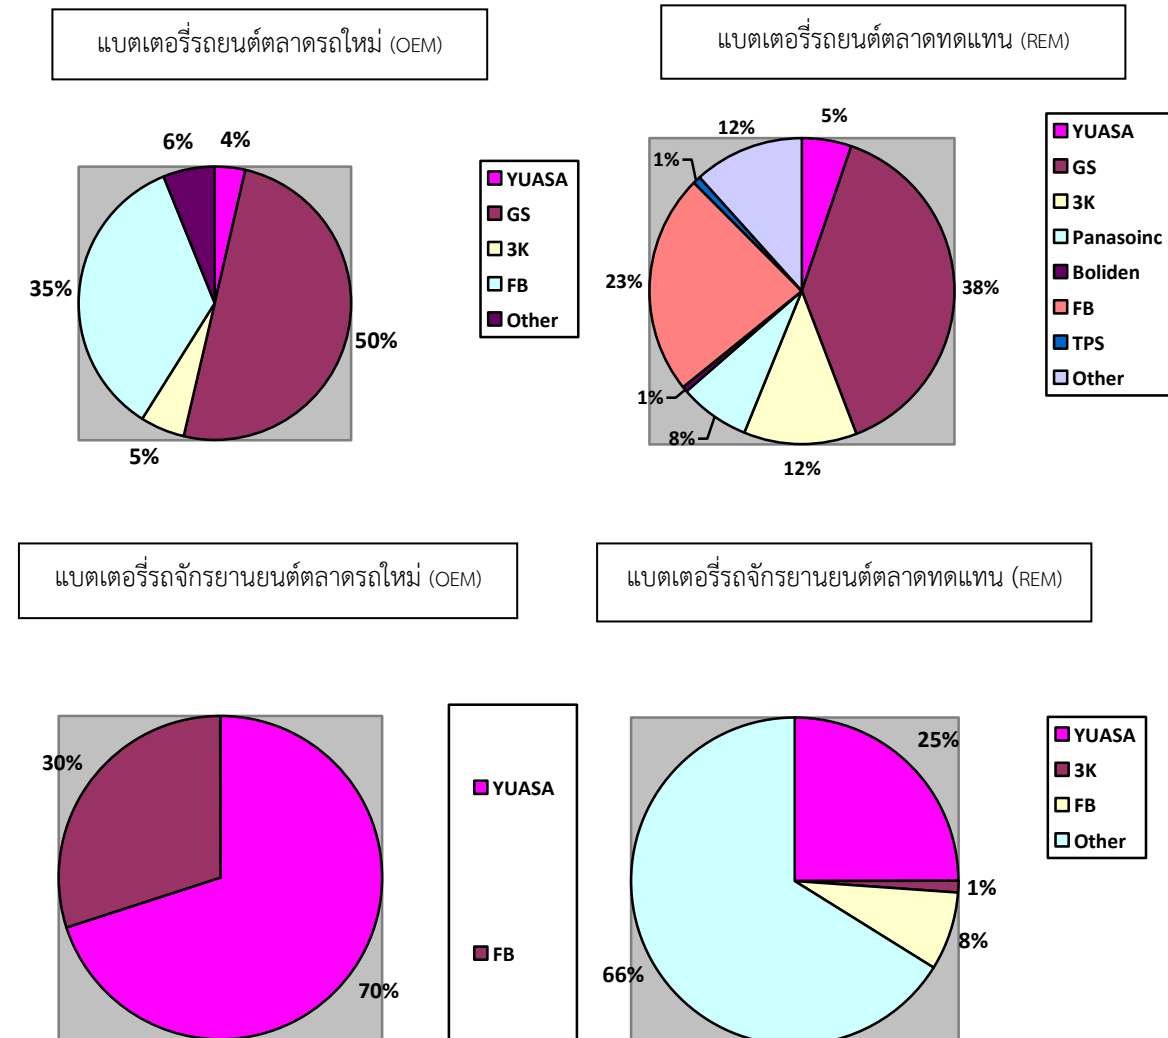 แบตเตอรี่รถยนต์ตลาดรถใหม่ (OEM)
6%
4%
35%
50%
5%
YUASA
GS
3K
FB
Other
แบตเตอรี่รถยนต์ตลาดทดแทน (REM)
12%
5%
1%
23%
38%
1%
8%
12%
YUASA
GS
3K
Panasoinc
Boliden
FB
TPS
Other
แบตเตอรี่รถจักรยานยนต์ตลาดรถใหม่ (OEM)
30%
70%
YUASA
FB
แบตเตอรี่รถจักรยานยนต์ตลาดทดแทน (REM)
25%
1%
8%
66%
YUASA
3K
FB
Other